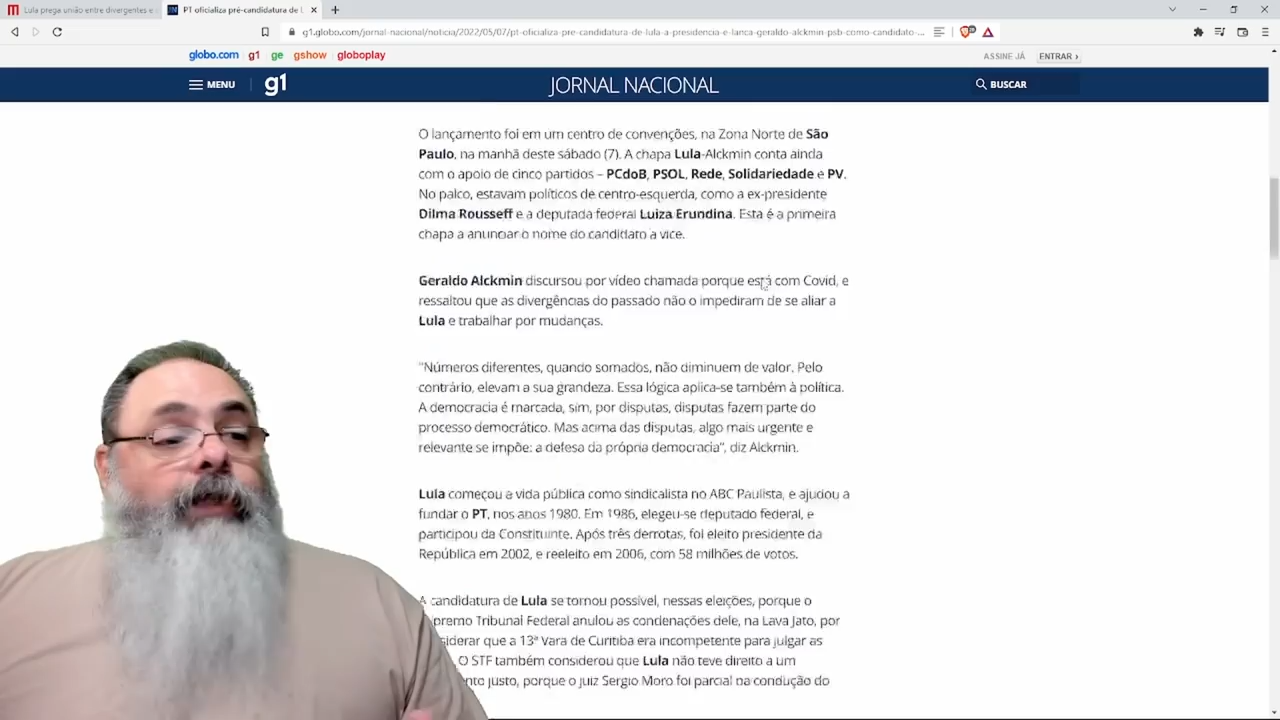 Lula prega união entre divergentes e
PT oficializa pré-candidatura de L
g1.globo.com/jornal-nacional/noticia/2022/05/07/pt-oficializa-pre-candidatura-de-lula-a-presidencia-e-lanca-geraldo-alckmin-psb-como-candidato-...
globo.com g1 ge gshow globoplay
ASSINE JÁ ENTRAR ›
MENU g1 JORNAL NACIONAL BUSCAR
O lançamento foi em um centro de convenções, na Zona Norte de São
Paulo, na manhã deste sábado (7). A chapa Lula-Alckmin conta ainda
com o apoio de cinco partidos – PCdoB, PSOL, Rede, Solidariedade e PV.
No palco, estavam políticos de centro-esquerda, como a ex-presidente
Dilma Rousseff e a deputada federal Luiza Erundina. Esta é a primeira
chapa a anunciar o nome do candidato a vice.
Geraldo Alckmin discursou por vídeo chamada porque está com Covid, e
ressaltou que as divergências do passado não o impediram de se aliar a
Lula e trabalhar por mudanças.
"Números diferentes, quando somados, não diminuem de valor. Pelo
contrário, elevam a sua grandeza. Essa lógica aplica-se também à política.
A democracia é marcada, sim, por disputas, disputas fazem parte do
processo democrático. Mas acima das disputas, algo mais urgente e
relevante se impõe: a defesa da própria democracia”, diz Alckmin.
Lula começou a vida pública como sindicalista no ABC Paulista, e ajudou a
fundar o PT, nos anos 1980. Em 1986, elegeu-se deputado federal, e
participou da Constituinte. Após três derrotas, foi eleito presidente da
República em 2002, e reeleito em 2006, com 58 milhões de votos.
A candidatura de Lula se tornou possível, nessas eleições, porque o
premo Tribunal Federal anulou as condenações dele, na Lava Jato, por
siderar que a 13ª Vara de Curitiba era incompetente para julgar as
O STF também considerou que Lula não teve direito a um
nto justo, porque o juiz Sergio Moro foi parcial na condução do